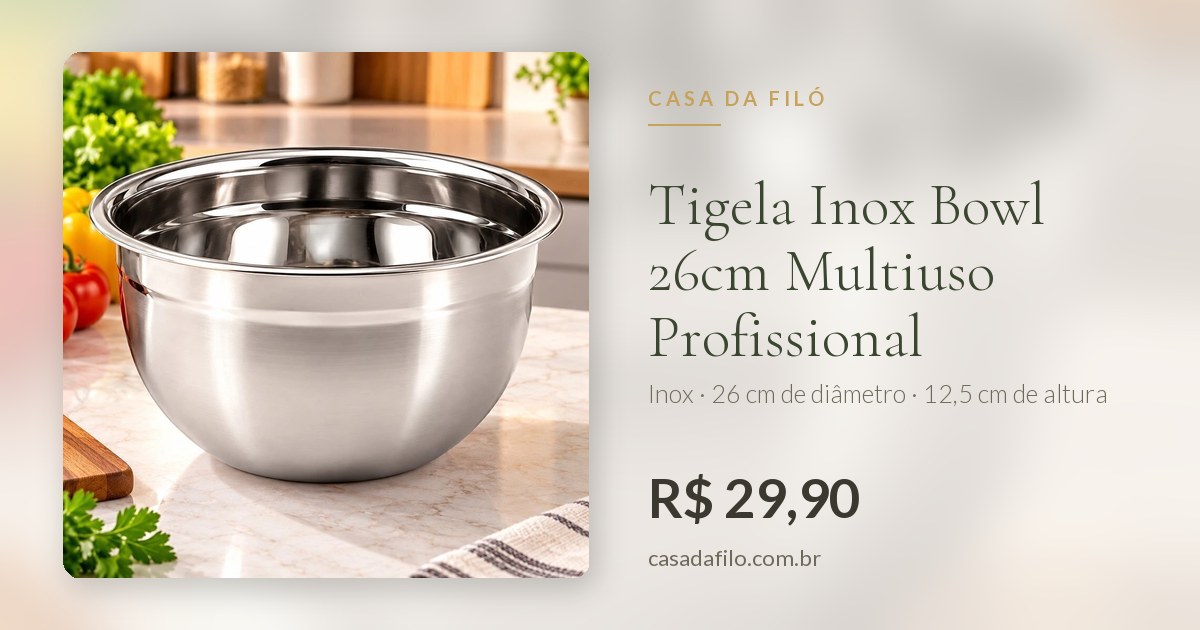 CASA DA FILÓ
Tigela Inox Bowl
26cm Multiuso
Profissional
Inox · 26 cm de diâmetro · 12,5 cm de altura
R$ 29,90
casadafilo.com.br